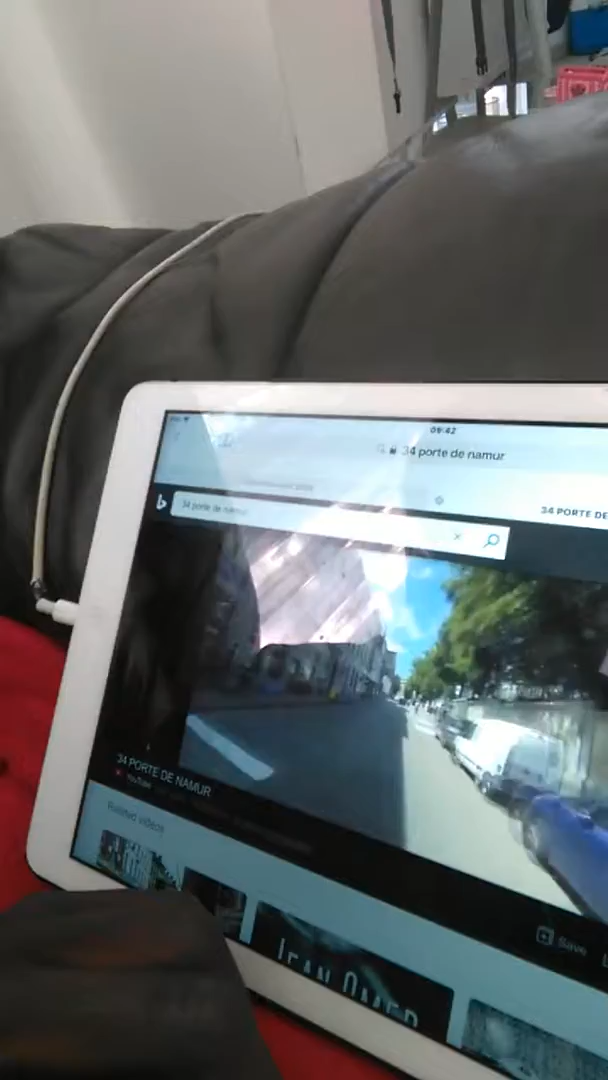 09:42
34 porte de namur
34 PORTE DE
b
34 porte de namur
34 PORTE DE NAMUR
YouTube
Related videos
Save
JEAN OMER